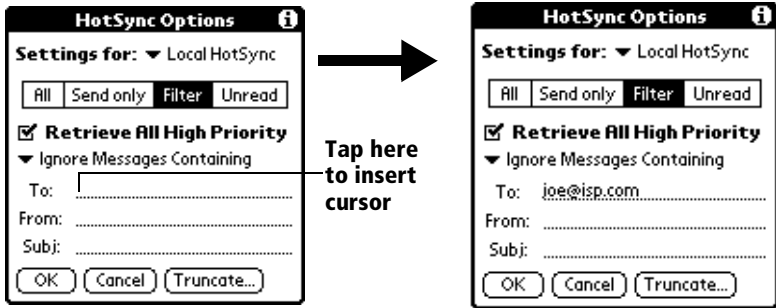 HotSync Options i
Settings for: Local HotSync
All Send only Filter Unread
Retrieve All High Priority
Ignore Messages Containing
To:
From:
Subj:
OK Cancel Truncate...
Tap here
to insert
cursor
HotSync Options i
Settings for: Local HotSync
All Send only Filter Unread
Retrieve All High Priority
Ignore Messages Containing
To: joe@isp.com
From:
Subj:
OK Cancel Truncate...